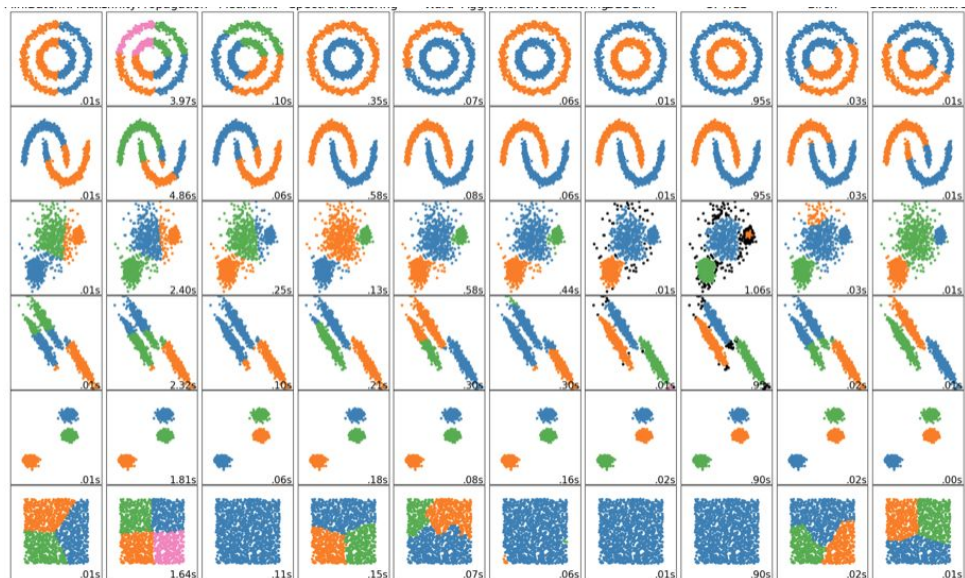 .01s 3.97s .10s .35s .07s .06s .01s .95s .03s .01s
.01s 4.86s .06s .58s .08s .06s .01s .95s .03s .01s
.01s 2.40s .25s .13s .58s .44s .01s 1.06s .03s .01s
.01s 2.32s .10s .21s .30s .30s .01s .02s .01s
.01s 1.81s .06s .18s .08s .16s .02s .90s .02s .00s
.01s 1.64s .11s .15s .07s .06s .01s .90s .02s .01s